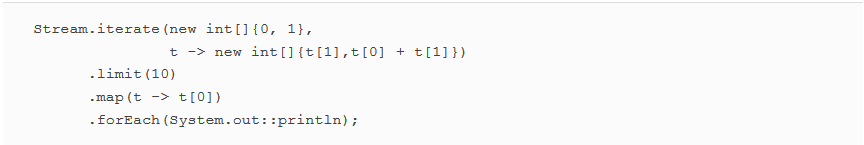 Stream.iterate(new int[]{0, 1},
t -> new int[]{t[1],t[0] + t[1]})
.limit(10)
.map(t -> t[0])
.forEach(System.out::println);